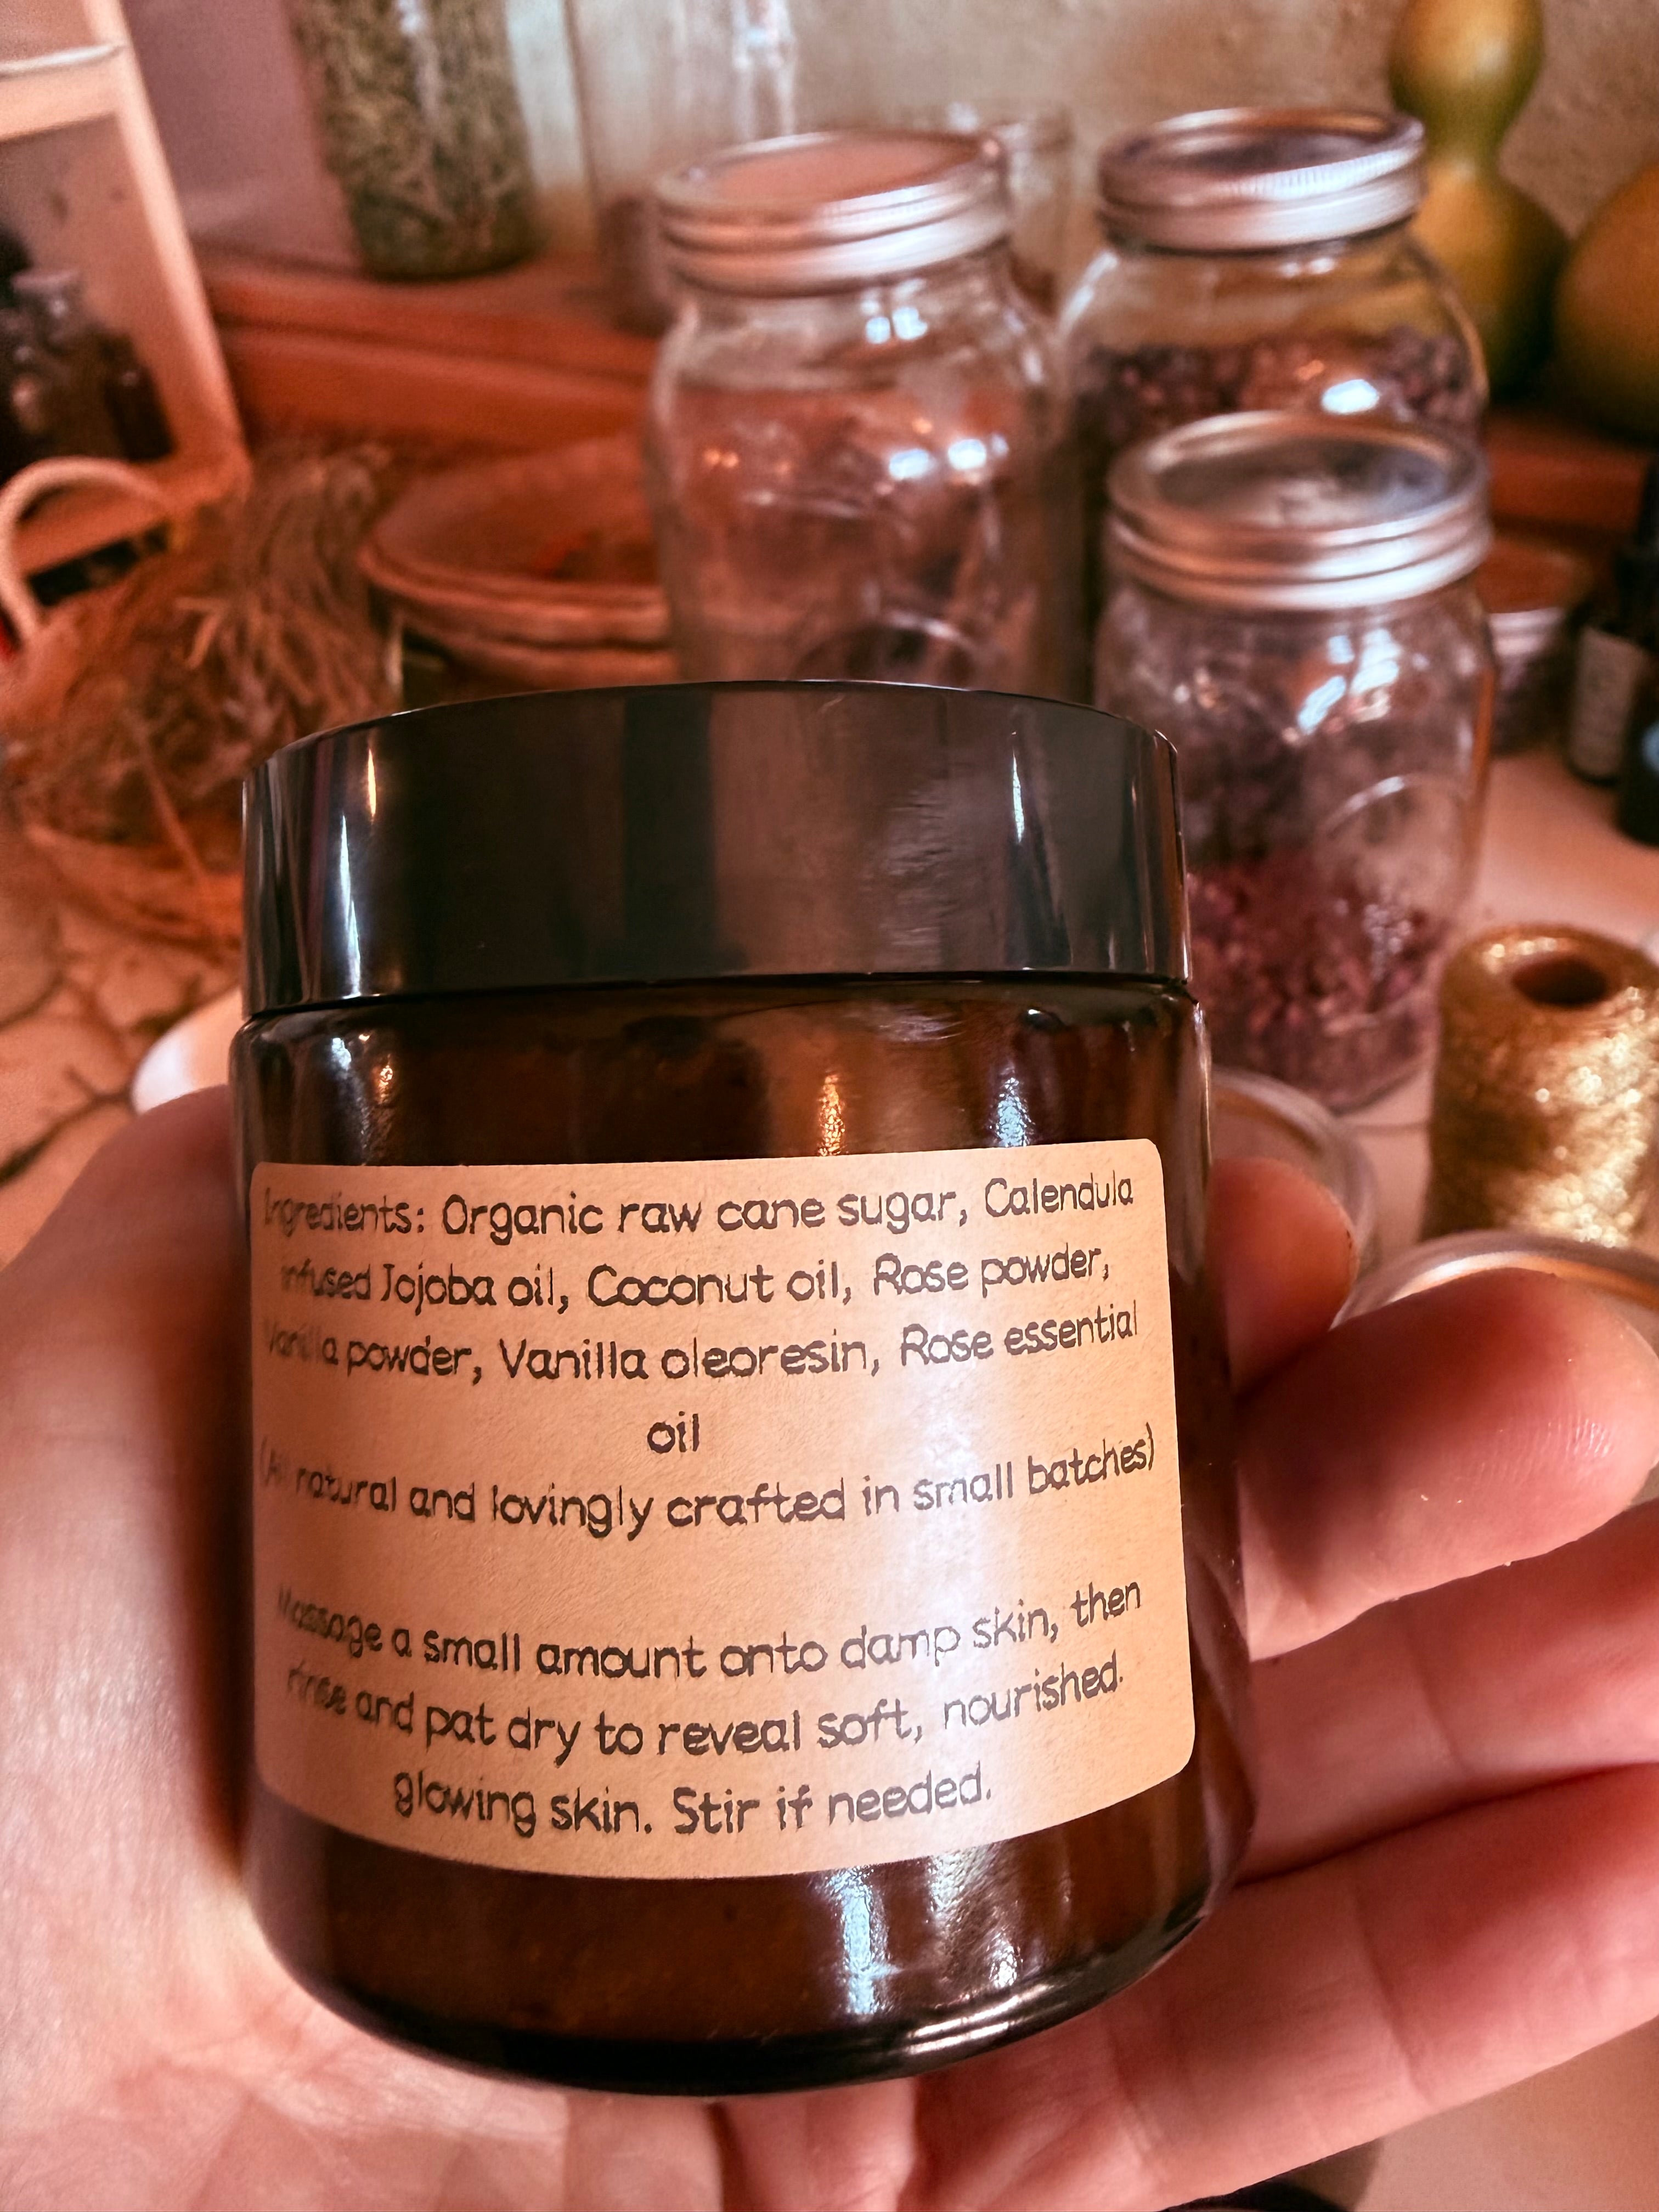 Ingredients: Organic raw cane sugar, Calendula
infused Jojoba oil, Coconut oil, Rose powder,
Vanilla powder, Vanilla oleoresin, Rose essential
oil
(All natural and lovingly crafted in small batches)
Massage a small amount onto damp skin, then
rinse and pat dry to reveal soft, nourished.
glowing skin. Stir if needed.